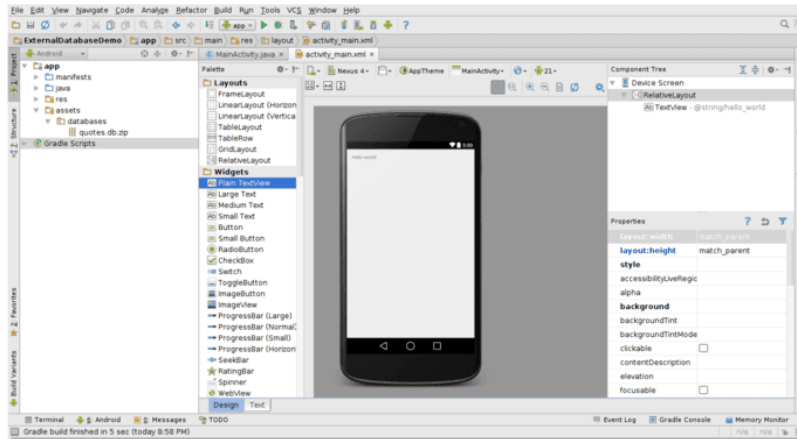 File Edit View Navigate Code Analyze Refactor Build Run Tools VCS Window Help
app
ExternalDatabaseDemo app src main res layout activity_main.xml
Android
MainActivity.java activity_main.xml
1: Project
Structure
2: Favorites
Build Variants
app
manifests
java
res
assets
databases
quotes.db.zip
Gradle Scripts
Palette
Layouts
FrameLayout
LinearLayout (Horizon
LinearLayout (Vertica
TableLayout
TableRow
GridLayout
RelativeLayout
Widgets
Plain TextView
Large Text
Medium Text
Small Text
Button
Small Button
RadioButton
CheckBox
Switch
ToggleButton
ImageButton
ImageView
ProgressBar (Large)
ProgressBar (Normal)
ProgressBar (Small)
ProgressBar (Horizon
SeekBar
RatingBar
Spinner
WebView
Design Text
Nexus 4 AppTheme MainActivity 21
5:00
Hello world!
Component Tree
Device Screen
RelativeLayout
TextView - @string/hello_world
Properties
layout:width match_parent
layout:height match_parent
style
accessibilityLiveRegic
alpha
background
backgroundTint
backgroundTintMode
clickable
contentDescription
elevation
focusable
Terminal 6: Android 0: Messages TODO Event Log Gradle Console Memory Monitor
Gradle build finished in 5 sec (today 8:58 PM) n/a n/a